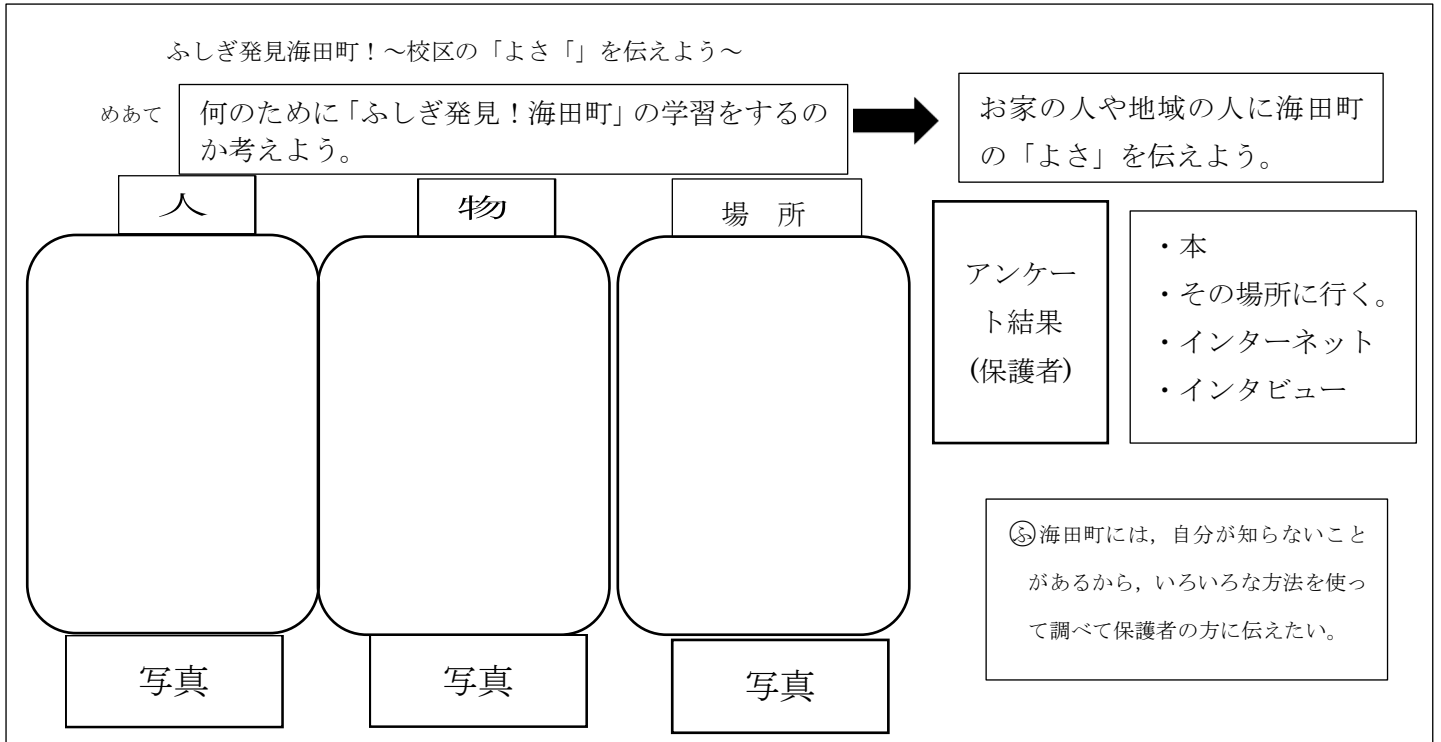 ふしぎ発見海田町！～校区の「よさ「」を伝えよう～
めあて
何のために「ふしぎ発見！海田町」の学習をするの
か考えよう。
お家の人や地域の人に海田町
の「よさ」を伝えよう。
人
物
場　所
アンケー
ト結果
(保護者)
・本
・その場所に行く。
・インターネット
・インタビュー
㋫海田町には，自分が知らないこと
があるから，いろいろな方法を使っ
て調べて保護者の方に伝えたい。
写真
写真
写真